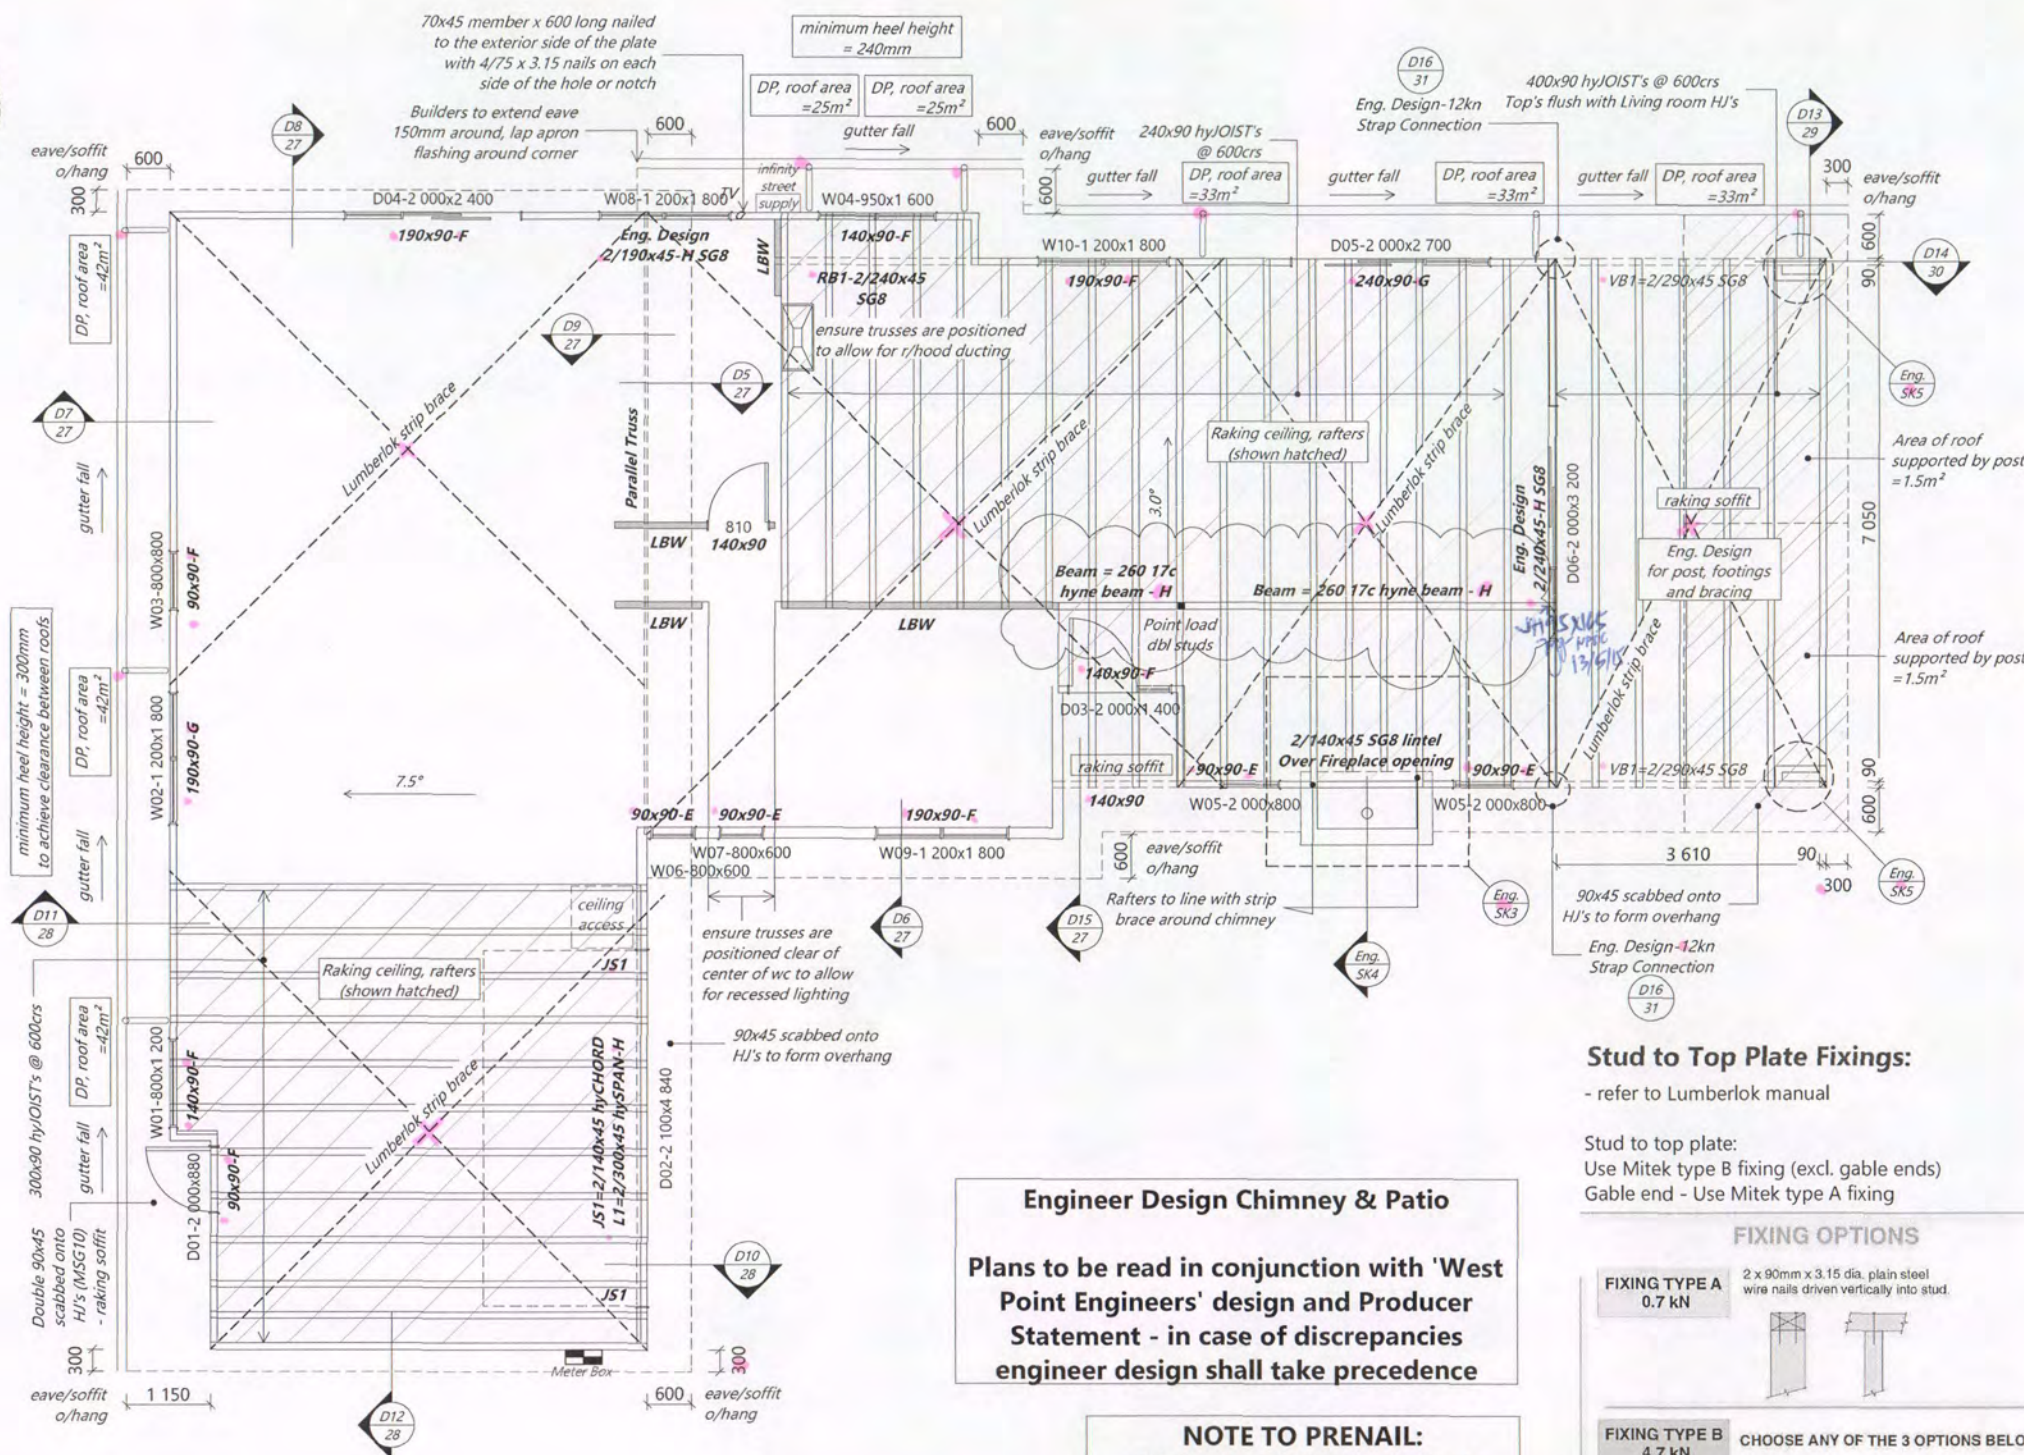 70x45 member x 600 long nailed
to the exterior side of the plate
with 4/75 x 3.15 nails on each
side of the hole or notch
minimum heel height
= 240mm
DP, roof area
=25m²
DP, roof area
=25m²
D16
31
Eng. Design-12kn
Strap Connection
400x90 hyJOIST's @ 600crs
Top's flush with Living room HJ's
D13
29
D8
27
Builders to extend eave
150mm around, lap apron
flashing around corner
600
gutter fall
600
eave/soffit
o/hang
240x90 hyJOIST's
@ 600crs
eave/soffit
o/hang
600
300
infinity
street
supply
TV
600
gutter fall
DP, roof area
=33m²
gutter fall
DP, roof area
=33m²
gutter fall
DP, roof area
=33m²
300
eave/soffit
o/hang
D04-2 000x2 400
W08-1 200x1 800
W04-950x1 600
190x90-F
Eng. Design
2/190x45-H SG8
LBW
140x90-F
W10-1 200x1 800
D05-2 000x2 700
600
D14
30
DP, roof area
=42m²
RB1-2/240x45
SG8
190x90-F
240x90-G
VB1=2/290x45 SG8
90
D9
27
ensure trusses are positioned
to allow for r/hood ducting
D5
27
Eng.
SK5
D7
27
Lumberlok strip brace
Parallel Truss
Raking ceiling, rafters
(shown hatched)
Lumberlok strip brace
Lumberlok strip brace
3.0°
Area of roof
supported by post
=1.5m²
gutter fall
810
140x90
LBW
Eng. Design
2/240x45-H SG8
D06-2 000x3 200
raking soffit
7 050
W03-800x800
90x90-F
Beam = 260 17c
hyne beam - H
Beam = 260 17c hyne beam - H
Eng. Design
for post, footings
and bracing
LBW
LBW
Point load
dbl studs
13/5/15
Area of roof
supported by post
=1.5m²
minimum heel height = 300mm
to achieve clearance between roofs
DP, roof area
=42m²
W02-1 200x1 800
190x90-G
140x90-F
D03-2 000x1 400
Lumberlok strip brace
2/140x45 SG8 lintel
Over Fireplace opening
7.5°
raking soffit
90x90-E
90x90-E
VB1=2/290x45 SG8
90
140x90
W05-2 000x800
W05-2 000x800
600
90x90-E
90x90-E
190x90-F
gutter fall
W07-800x600
W09-1 200x1 800
W06-800x600
600
eave/soffit
o/hang
3 610
90
300
Eng.
SK5
D11
28
ceiling
access
D6
27
D15
27
Rafters to line with strip
brace around chimney
Eng.
SK3
90x45 scabbed onto
HJ's to form overhang
Eng.
SK4
Eng. Design-12kn
Strap Connection
D16
31
ensure trusses are
positioned clear of
center of wc to allow
for recessed lighting
Raking ceiling, rafters
(shown hatched)
JS1
300x90 hyJOIST's @ 600crs
DP, roof area
=42m²
W01-800x1 200
140x90-F
90x45 scabbed onto
HJ's to form overhang
Lumberlok strip brace
JS1=2/140x45 hyCHORD
L1=2/300x45 hySPAN-H
D02-2 100x4 840
gutter fall
90x90-F
D01-2 000x880
Double 90x45
scabbed onto
HJ's (MSG10)
- raking soffit
D10
28
JS1
Meter Box
300
300
eave/soffit
o/hang
1 150
D12
28
600
eave/soffit
o/hang
Engineer Design Chimney & Patio
Plans to be read in conjunction with 'West
Point Engineers' design and Producer
Statement - in case of discrepancies
engineer design shall take precedence
NOTE TO PRENAIL:
Stud to Top Plate Fixings:
- refer to Lumberlok manual
Stud to top plate:
Use Mitek type B fixing (excl. gable ends)
Gable end - Use Mitek type A fixing
FIXING OPTIONS
FIXING TYPE A
0.7 kN
2 x 90mm x 3.15 dia. plain steel
wire nails driven vertically into stud.
FIXING TYPE B
4.7 kN
CHOOSE ANY OF THE 3 OPTIONS BELO